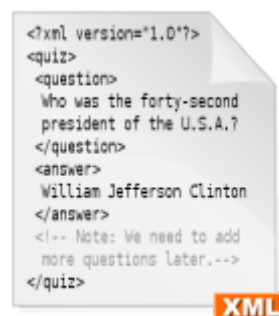 <?xml version="1.0"?>
<quiz>
<question>
Who was the forty-second
president of the U.S.A.?
</question>
<answer>
William Jefferson Clinton
</answer>
<!-- Note: We need to add
more questions later.-->
</quiz>
XML